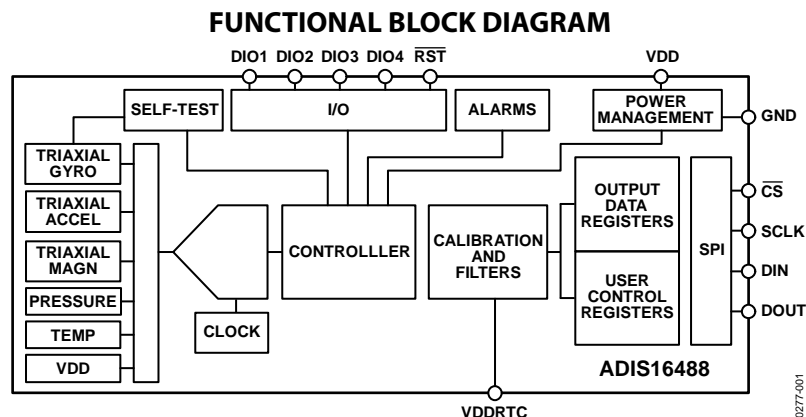 FUNCTIONAL BLOCK DIAGRAM
DIO1 DIO2 DIO3 DIO4 RST VDD
SELF-TEST
I/O
ALARMS
POWER
MANAGEMENT
GND
TRIAXIAL
GYRO
TRIAXIAL
ACCEL
TRIAXIAL
MAGN
PRESSURE
TEMP
VDD
CLOCK
CONTROLLLER
CALIBRATION
AND
FILTERS
OUTPUT
DATA
REGISTERS
USER
CONTROL
REGISTERS
SPI
CS
SCLK
DIN
DOUT
ADIS16488
VDDRTC
0277-001